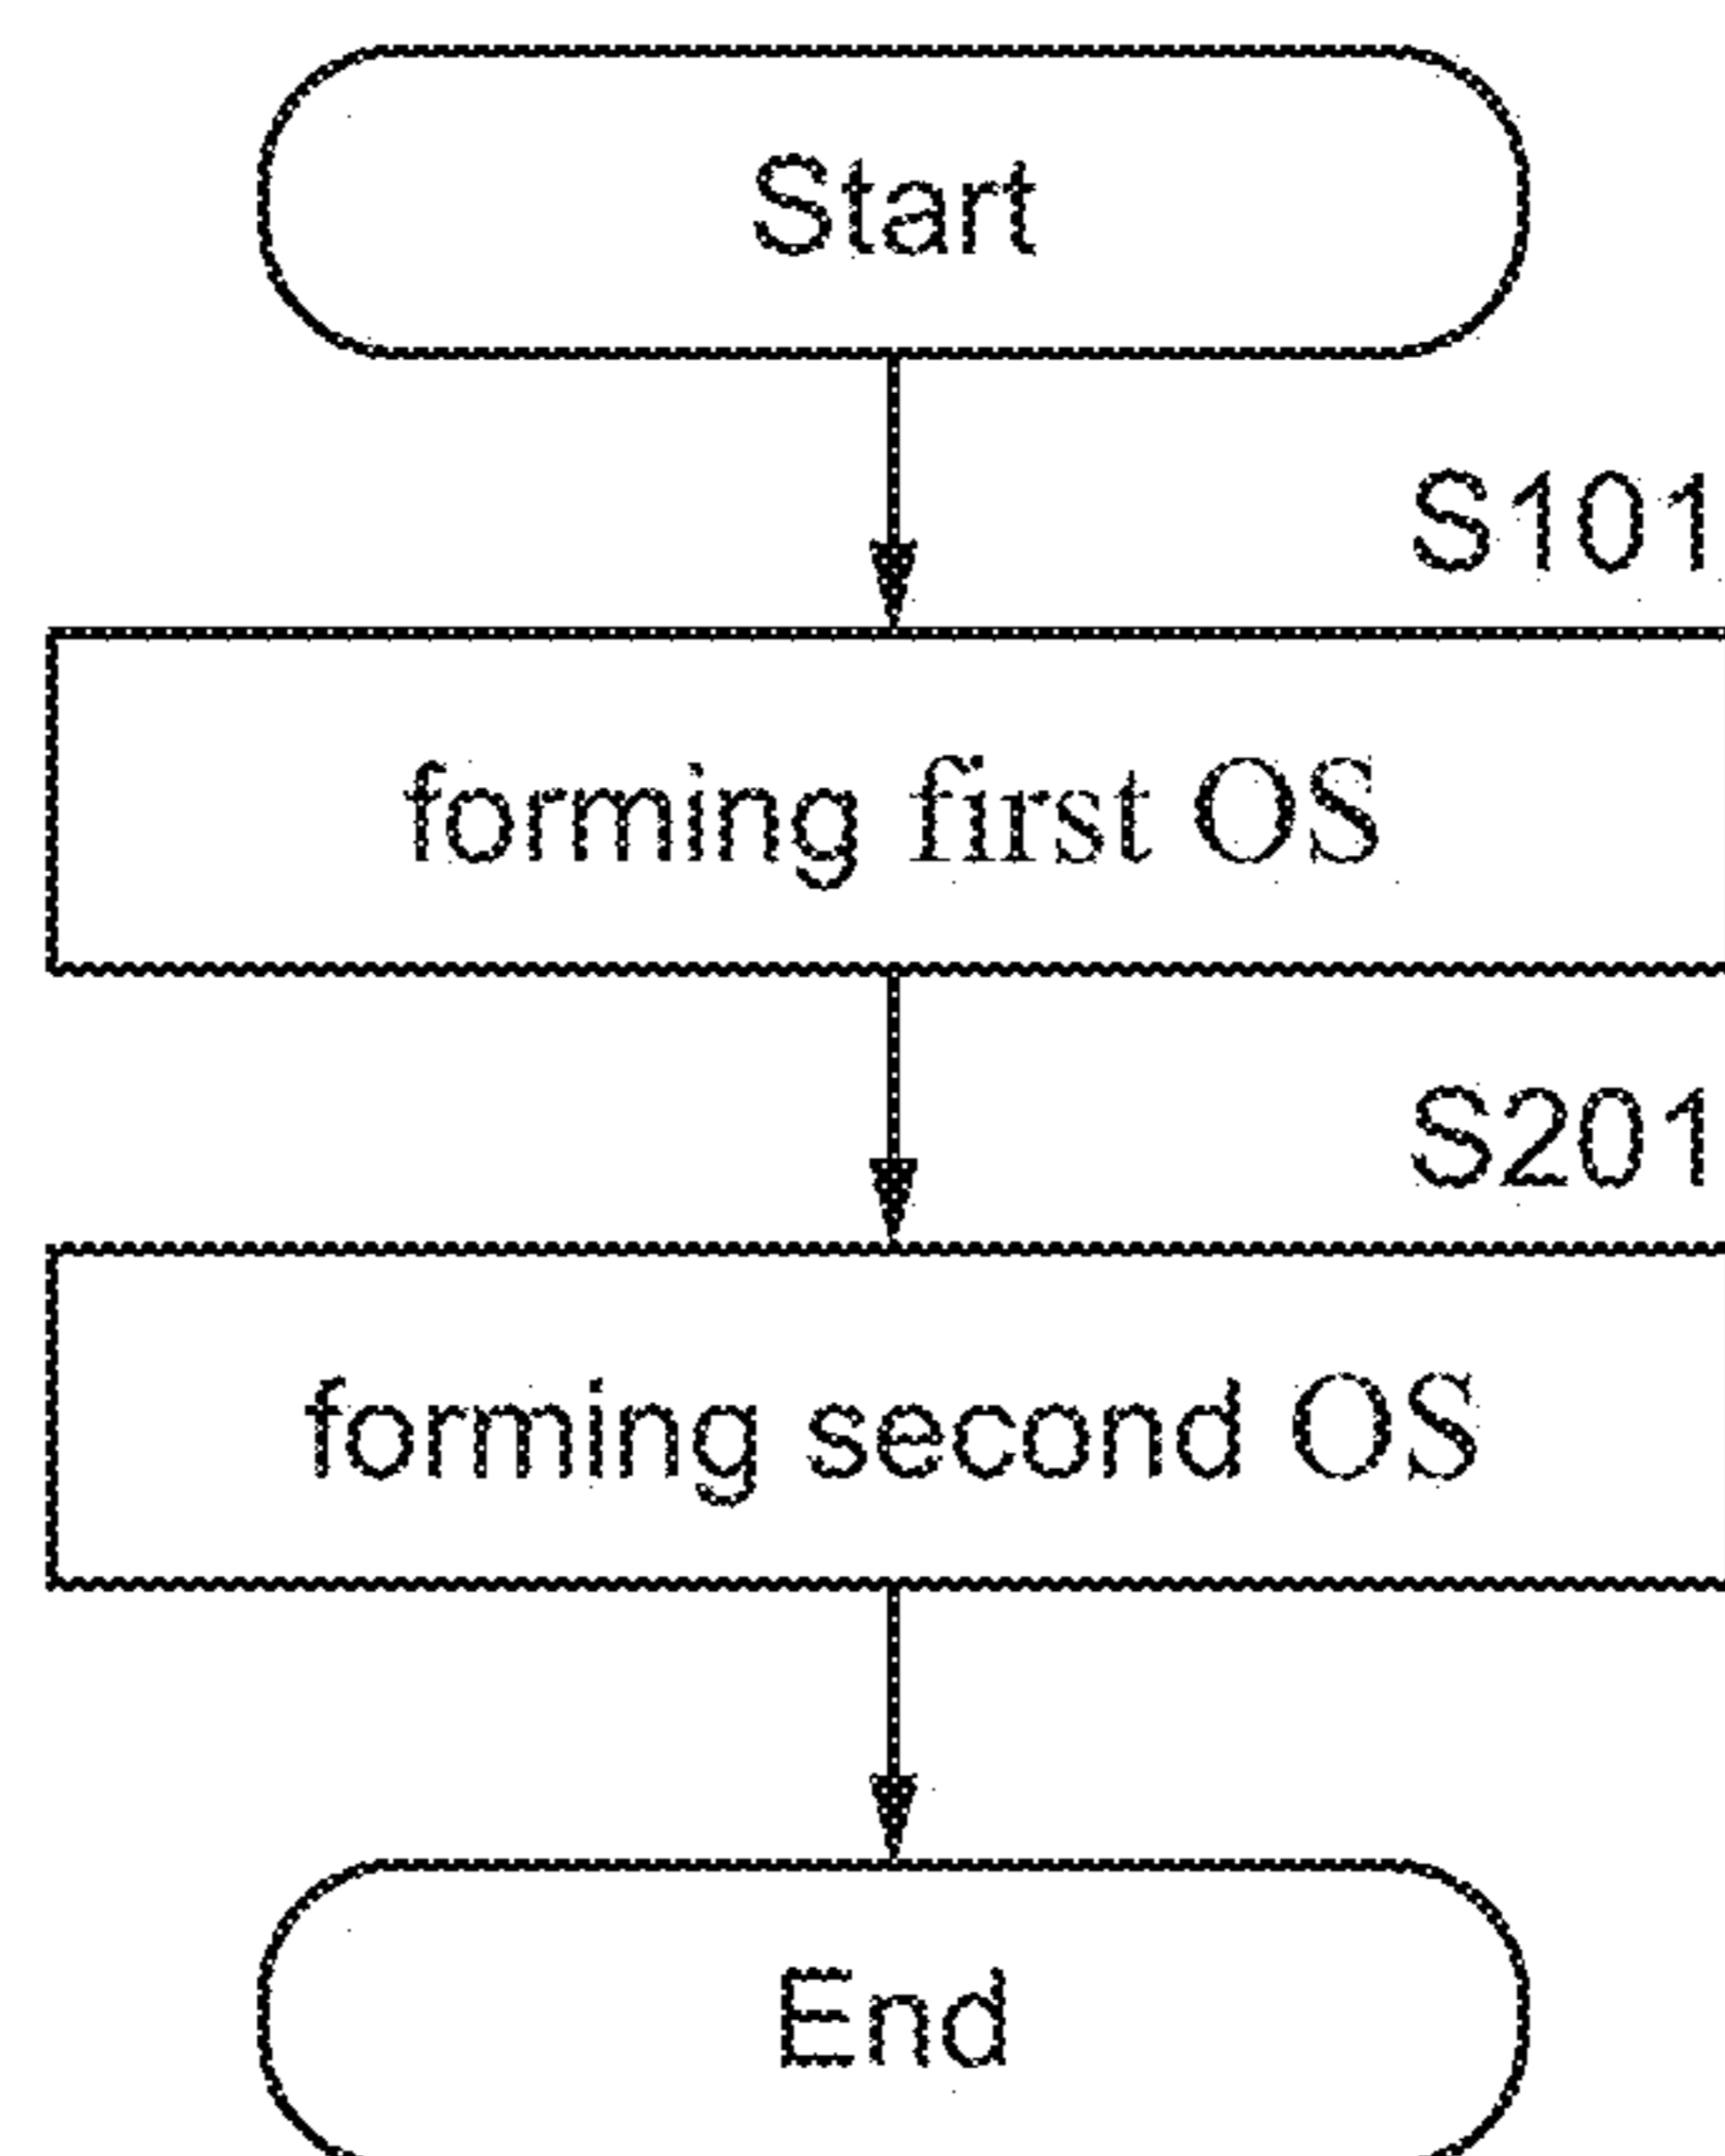 Start
S101
forming first OS
S201
forming second OS
End